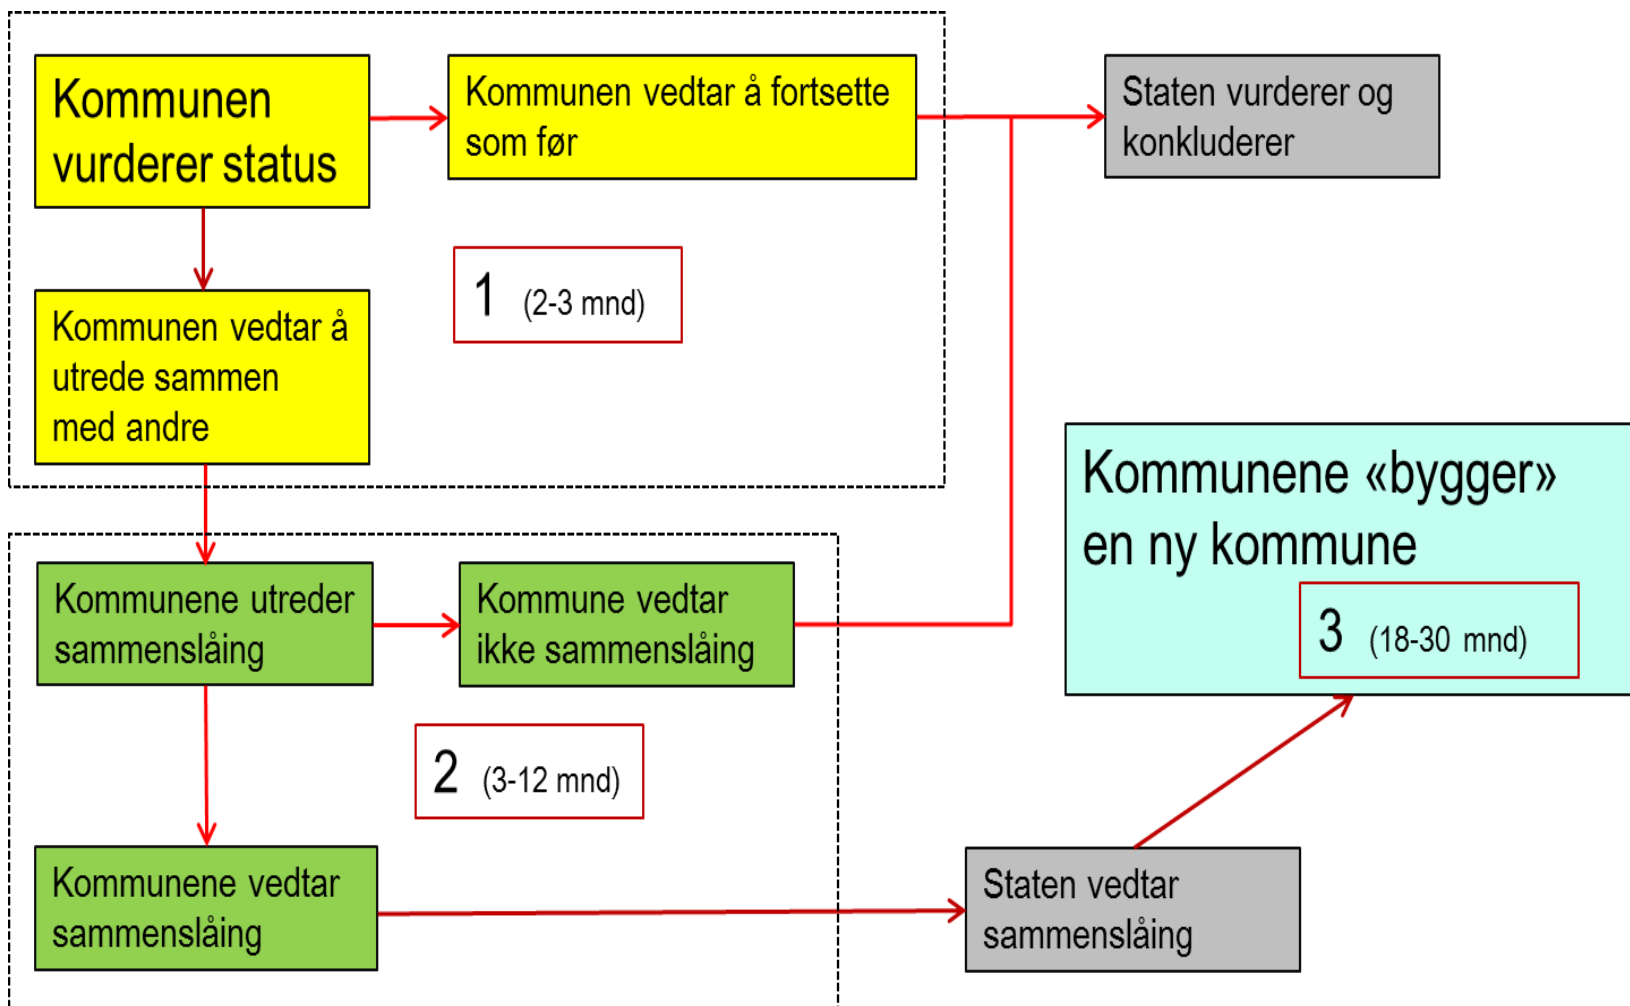 Kommunen
vurderer status
Kommunen vedtar å fortsette
som før
Staten vurderer og
konkluderer
1 (2-3 mnd)
Kommunen vedtar å
utrede sammen
med andre
Kommunene «bygger»
en ny kommune
3 (18-30 mnd)
Kommunene utreder
sammenslåing
Kommune vedtar
ikke sammenslåing
2 (3-12 mnd)
Kommunene vedtar
sammenslåing
Staten vedtar
sammenslåing